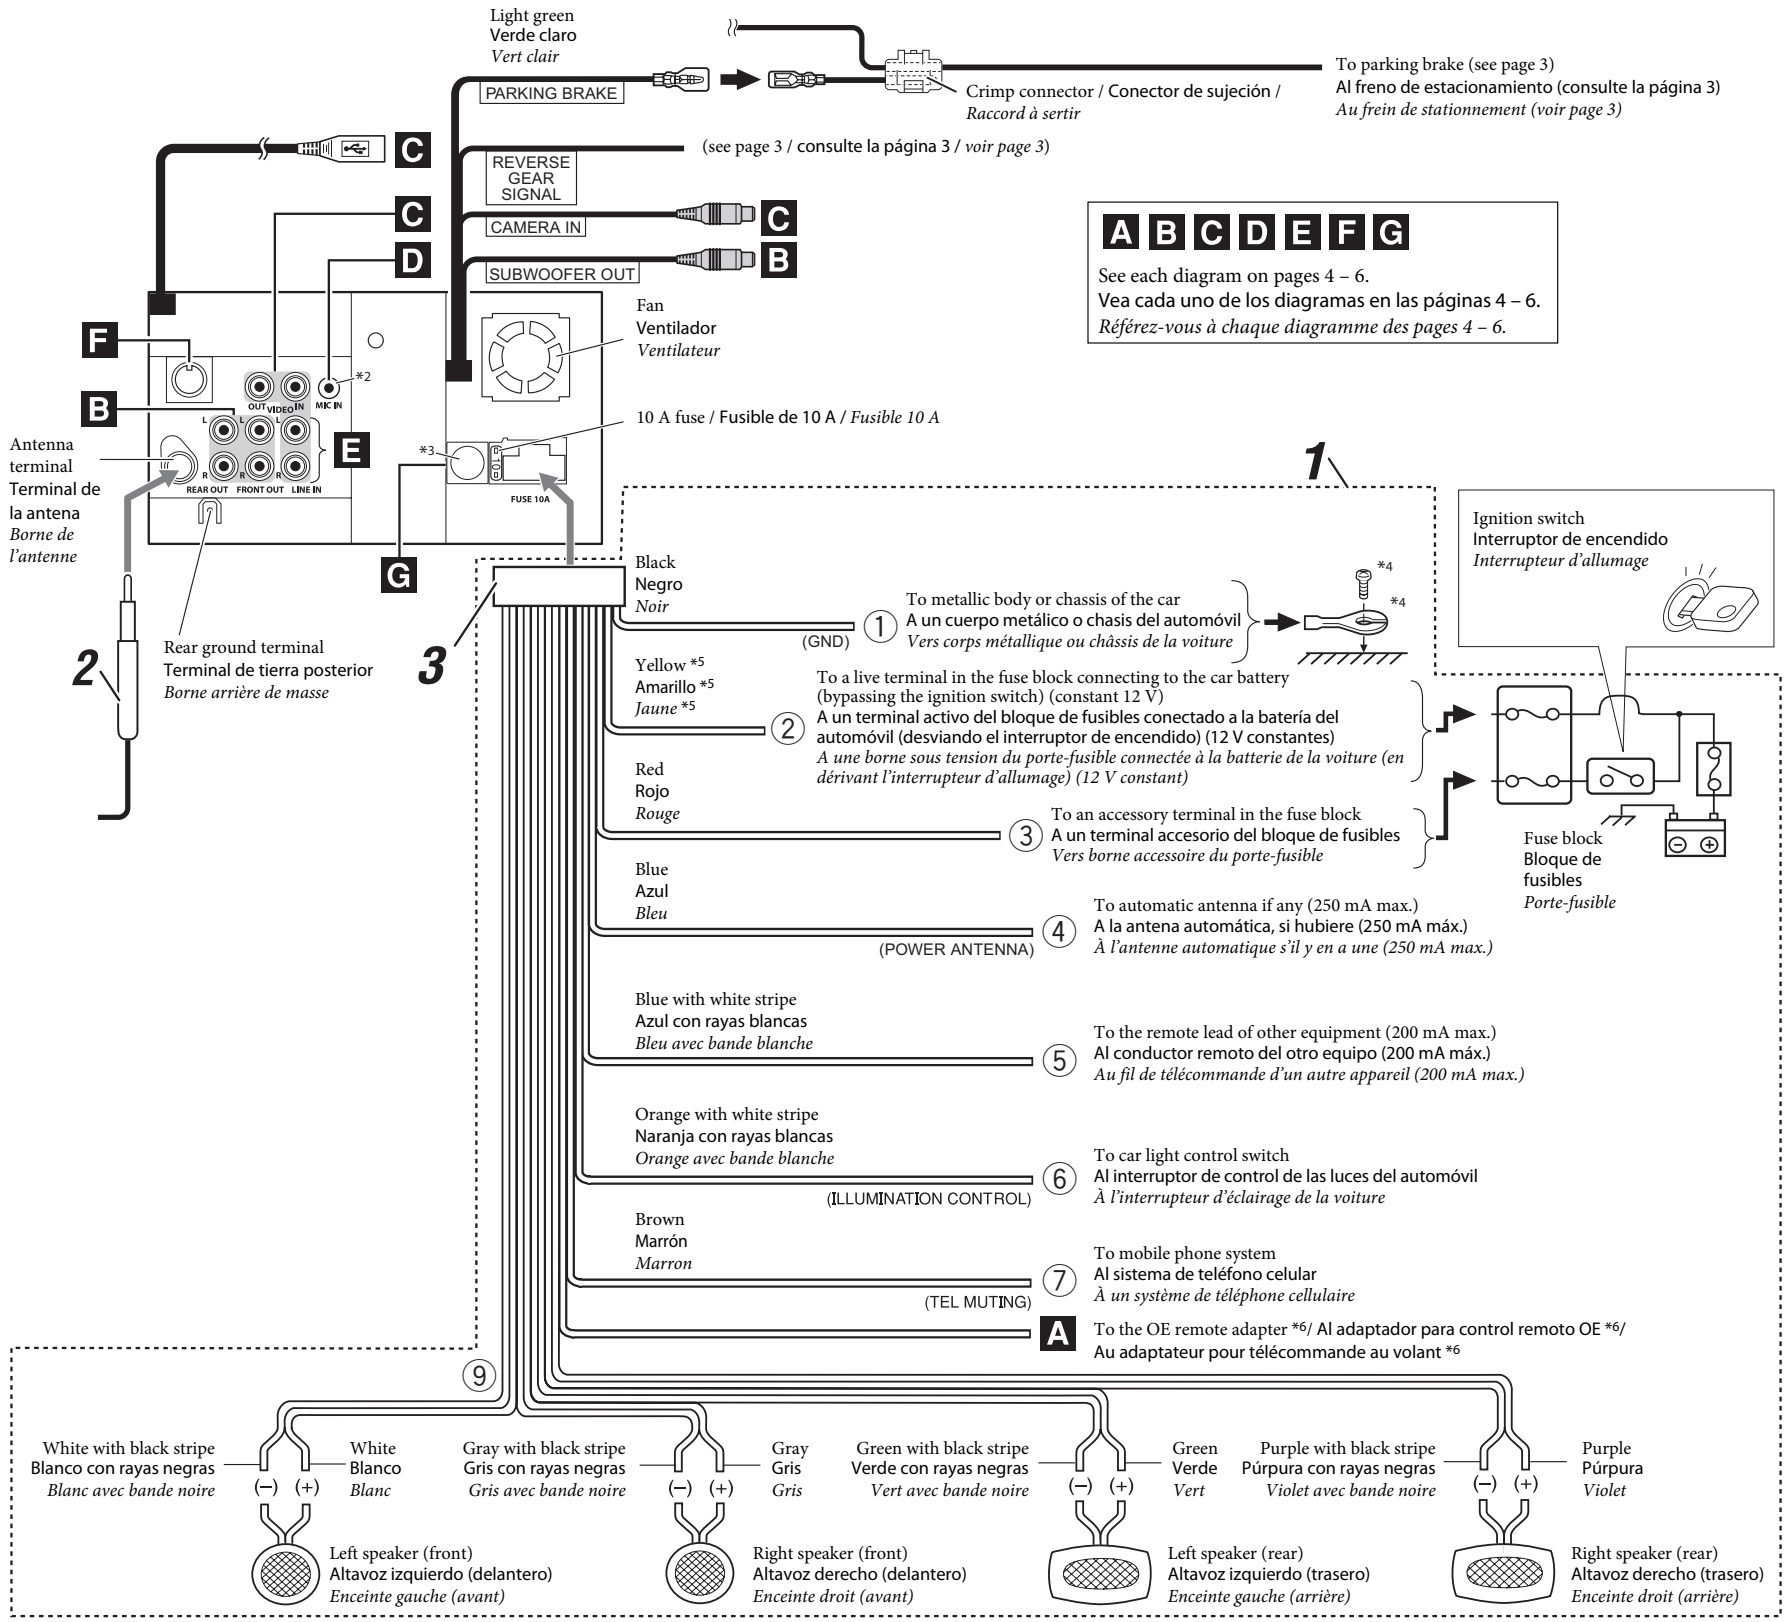 Light green
Verde claro
Vert clair
PARKING BRAKE
Crimp connector / Conector de sujeción /
Raccord à sertir
To parking brake (see page 3)
Al freno de estacionamiento (consulte la página 3)
Au frein de stationnement (voir page 3)
C
REVERSE
GEAR
SIGNAL
(see page 3 / consulte la página 3 / voir page 3)
C
CAMERA IN
C
D
SUBWOOFER OUT
B
A B C D E F G
See each diagram on pages 4 – 6.
Vea cada uno de los diagramas en las páginas 4 – 6.
Référez-vous à chaque diagramme des pages 4 – 6.
Fan
Ventilador
Ventilateur
F
*2
OUT VIDEO IN
MIC IN
B
L
L
L
E
R
R
R
REAR OUT
FRONT OUT
LINE IN
Antenna
terminal
Terminal de
la antena
Borne de
l'antenne
10 A fuse / Fusible de 10 A / Fusible 10 A
*3
10
FUSE 10A
G
1
2
3
Rear ground terminal
Terminal de tierra posterior
Borne arrière de masse
Ignition switch
Interruptor de encendido
Interrupteur d'allumage
Black
Negro
Noir
(GND)
1
To metallic body or chassis of the car
A un cuerpo metálico o chasis del automóvil
Vers corps métallique ou châssis de la voiture
*4
*4
Yellow *5
Amarillo *5
Jaune *5
2
To a live terminal in the fuse block connecting to the car battery
(bypassing the ignition switch) (constant 12 V)
A un terminal activo del bloque de fusibles conectado a la batería del
automóvil (desviando el interruptor de encendido) (12 V constantes)
A une borne sous tension du porte-fusible connectée à la batterie de la voiture (en
dérivant l'interrupteur d'allumage) (12 V constant)
Red
Rojo
Rouge
3
To an accessory terminal in the fuse block
A un terminal accesorio del bloque de fusibles
Vers borne accessoire du porte-fusible
Fuse block
Bloque de
fusibles
Porte-fusible
− +
Blue
Azul
Bleu
(POWER ANTENNA)
4
To automatic antenna if any (250 mA max.)
A la antena automática, si hubiere (250 mA máx.)
À l'antenne automatique s'il y en a une (250 mA max.)
Blue with white stripe
Azul con rayas blancas
Bleu avec bande blanche
5
To the remote lead of other equipment (200 mA max.)
Al conductor remoto del otro equipo (200 mA máx.)
Au fil de télécommande d'un autre appareil (200 mA max.)
Orange with white stripe
Naranja con rayas blancas
Orange avec bande blanche
(ILLUMINATION CONTROL)
6
To car light control switch
Al interruptor de control de las luces del automóvil
À l'interrupteur d'éclairage de la voiture
Brown
Marrón
Marron
(TEL MUTING)
7
To mobile phone system
Al sistema de teléfono celular
À un système de téléphone cellulaire
A
To the OE remote adapter *6/ Al adaptador para control remoto OE *6/
Au adaptateur pour télécommande au volant *6
9
White with black stripe
Blanco con rayas negras
Blanc avec bande noire
(−) (+)
White
Blanco
Blanc
Left speaker (front)
Altavoz izquierdo (delantero)
Enceinte gauche (avant)
Gray with black stripe
Gris con rayas negras
Gris avec bande noire
(−) (+)
Gray
Gris
Gris
Right speaker (front)
Altavoz derecho (delantero)
Enceinte droit (avant)
Green with black stripe
Verde con rayas negras
Vert avec bande noire
(−) (+)
Green
Verde
Vert
Left speaker (rear)
Altavoz izquierdo (trasero)
Enceinte gauche (arrière)
Purple with black stripe
Púrpura con rayas negras
Violet avec bande noire
(−) (+)
Purple
Púrpura
Violet
Right speaker (rear)
Altavoz derecho (trasero)
Enceinte droit (arrière)